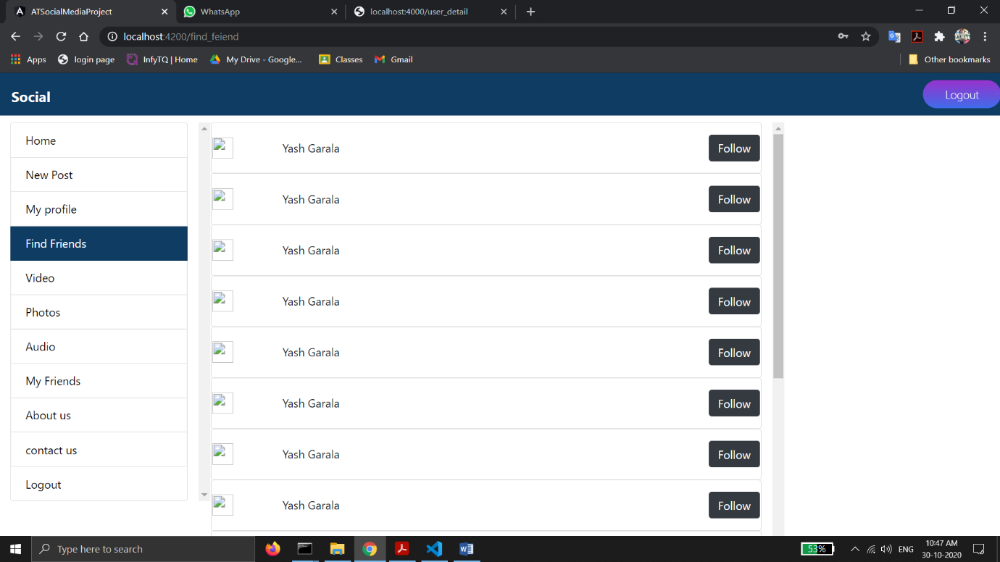 ATSocialMediaProject
WhatsApp
localhost:4000/user_detail
localhost:4200/find_feiend
Apps
login page
InfyTQ | Home
My Drive - Google...
Classes
Gmail
Other bookmarks
Social
Logout
Home
New Post
My profile
Find Friends
Video
Photos
Audio
My Friends
About us
contact us
Logout
Yash Garala Follow
Yash Garala Follow
Yash Garala Follow
Yash Garala Follow
Yash Garala Follow
Yash Garala Follow
Yash Garala Follow
Yash Garala Follow
Type here to search
53%
ENG
10:47 AM
30-10-2020